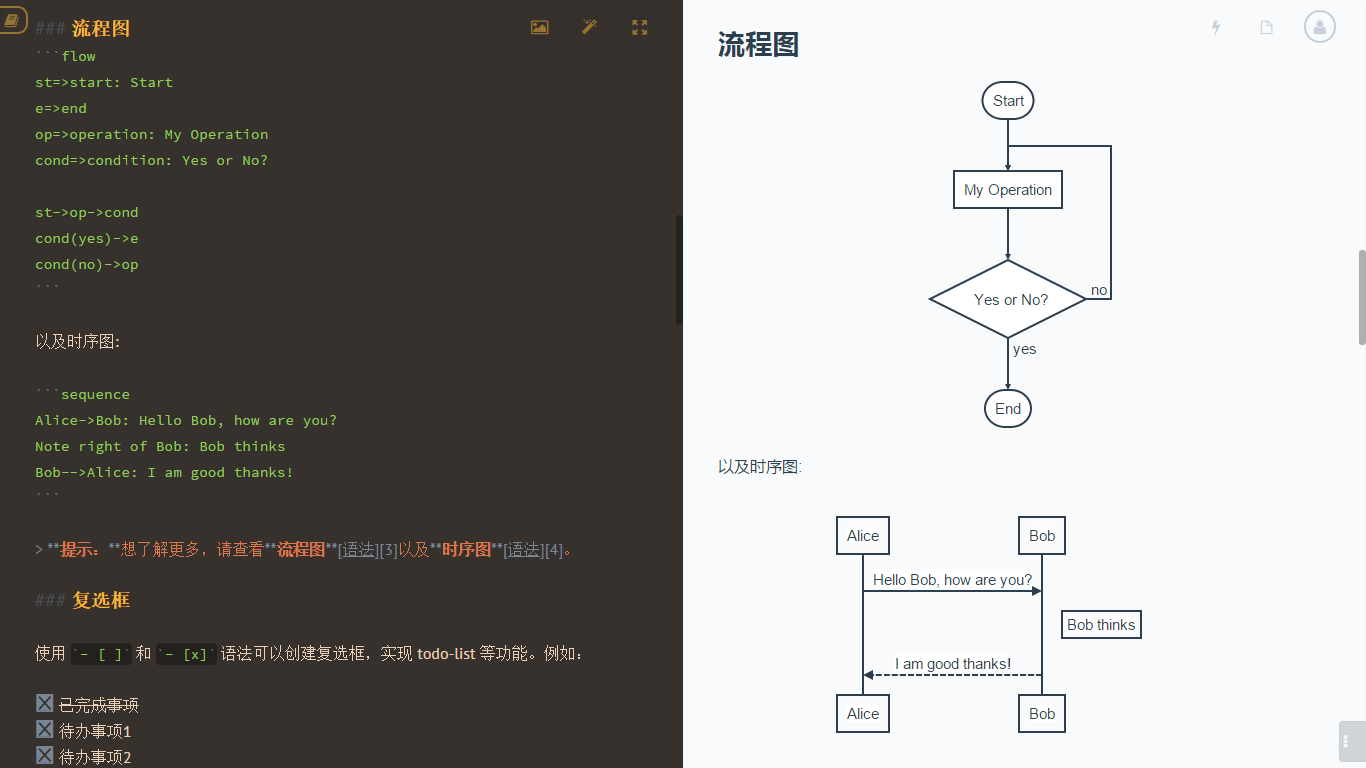 ### 流程图
```flow
st=>start: Start
e=>end
op=>operation: My Operation
cond=>condition: Yes or No?
st->op->cond
cond(yes)->e
cond(no)->op
```
以及时序图:
```sequence
Alice->Bob: Hello Bob, how are you?
Note right of Bob: Bob thinks
Bob-->Alice: I am good thanks!
```
> **提示：**想了解更多，请查看**流程图**[语法][3]以及**时序图**[语法][4]。
### 复选框
使用 `- [ ]` 和 `- [x]` 语法可以创建复选框，实现 todo-list 等功能。例如：
已完成事项
待办事项1
待办事项2
流程图
Start
My Operation
Yes or No?
no
yes
End
以及时序图:
Alice
Bob
Hello Bob, how are you?
Bob thinks
I am good thanks!
Alice
Bob